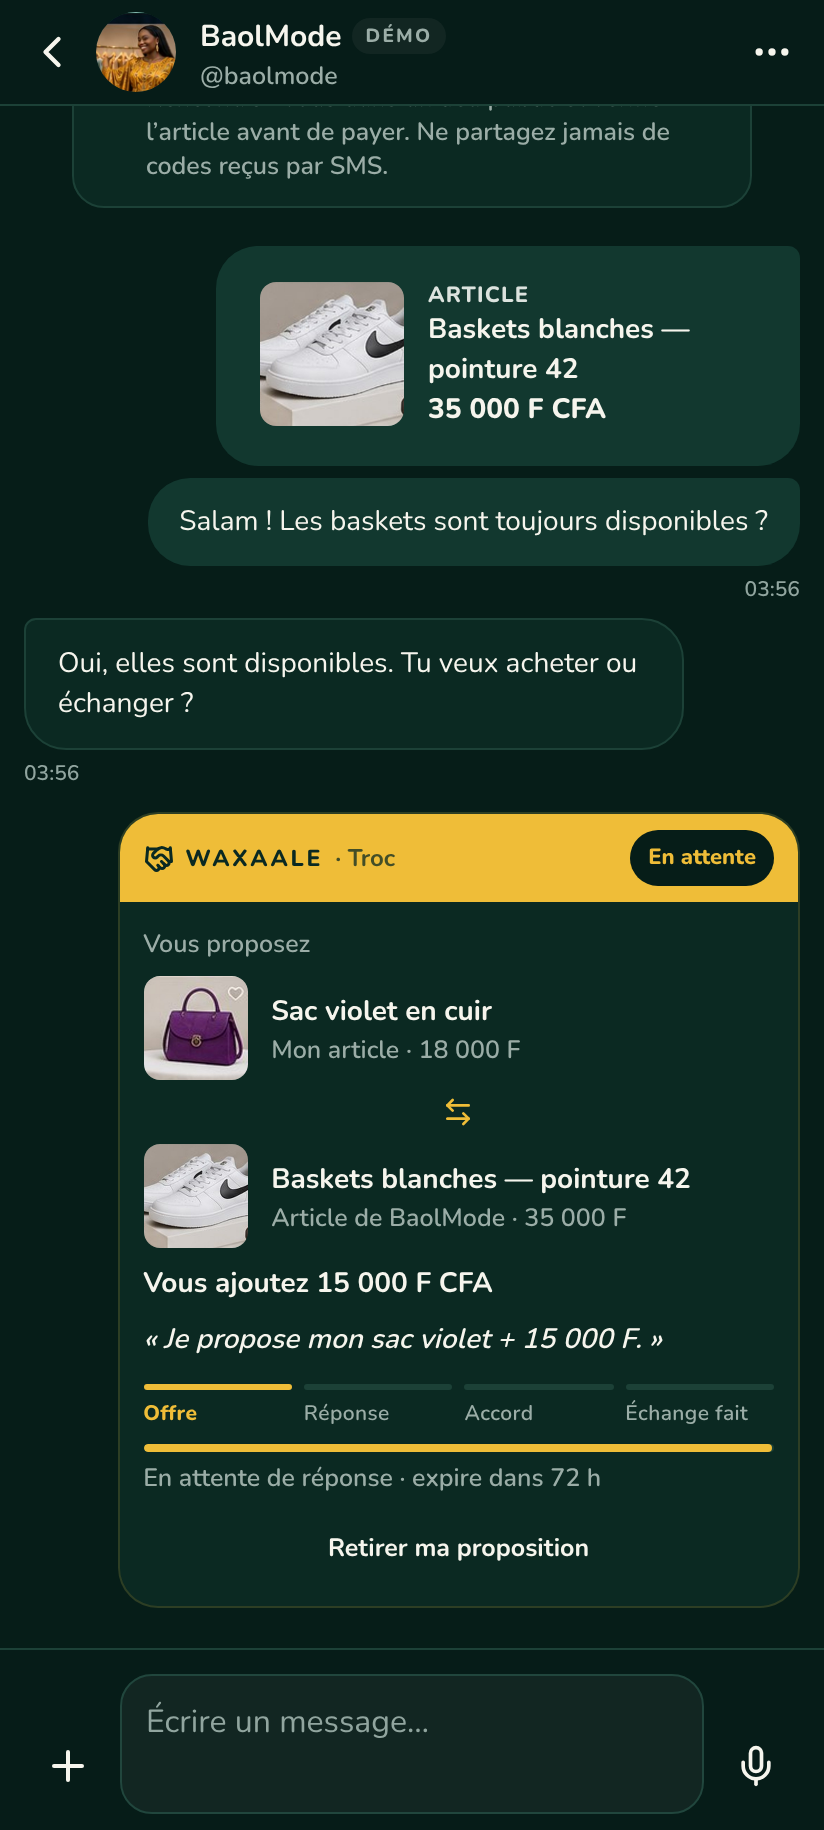 BaolMode DÉMO
@baolmode
l’article avant de payer. Ne partagez jamais de
codes reçus par SMS.
ARTICLE
Baskets blanches —
pointure 42
35 000 F CFA
Salam ! Les baskets sont toujours disponibles ?
03:56
Oui, elles sont disponibles. Tu veux acheter ou
échanger ?
03:56
WAXAALE · Troc
En attente
Vous proposez
Sac violet en cuir
Mon article · 18 000 F
Baskets blanches — pointure 42
Article de BaolMode · 35 000 F
Vous ajoutez 15 000 F CFA
« Je propose mon sac violet + 15 000 F. »
Offre
Réponse
Accord
Échange fait
En attente de réponse · expire dans 72 h
Retirer ma proposition
Écrire un message...